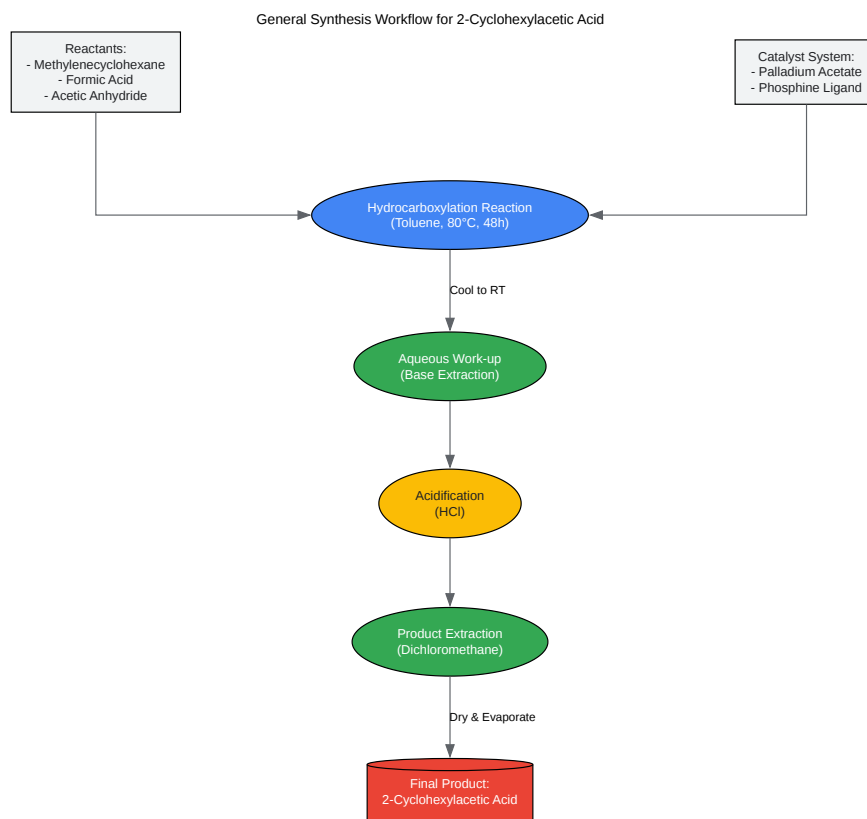 General Synthesis Workflow for 2-Cyclohexylacetic Acid
Reactants:
- Methylenecyclohexane
- Formic Acid
- Acetic Anhydride
Catalyst System:
- Palladium Acetate
- Phosphine Ligand
Hydrocarboxylation Reaction
(Toluene, 80°C, 48h)
Cool to RT
Aqueous Work-up
(Base Extraction)
Acidification
(HCl)
Product Extraction
(Dichloromethane)
Dry & Evaporate
Final Product:
2-Cyclohexylacetic Acid